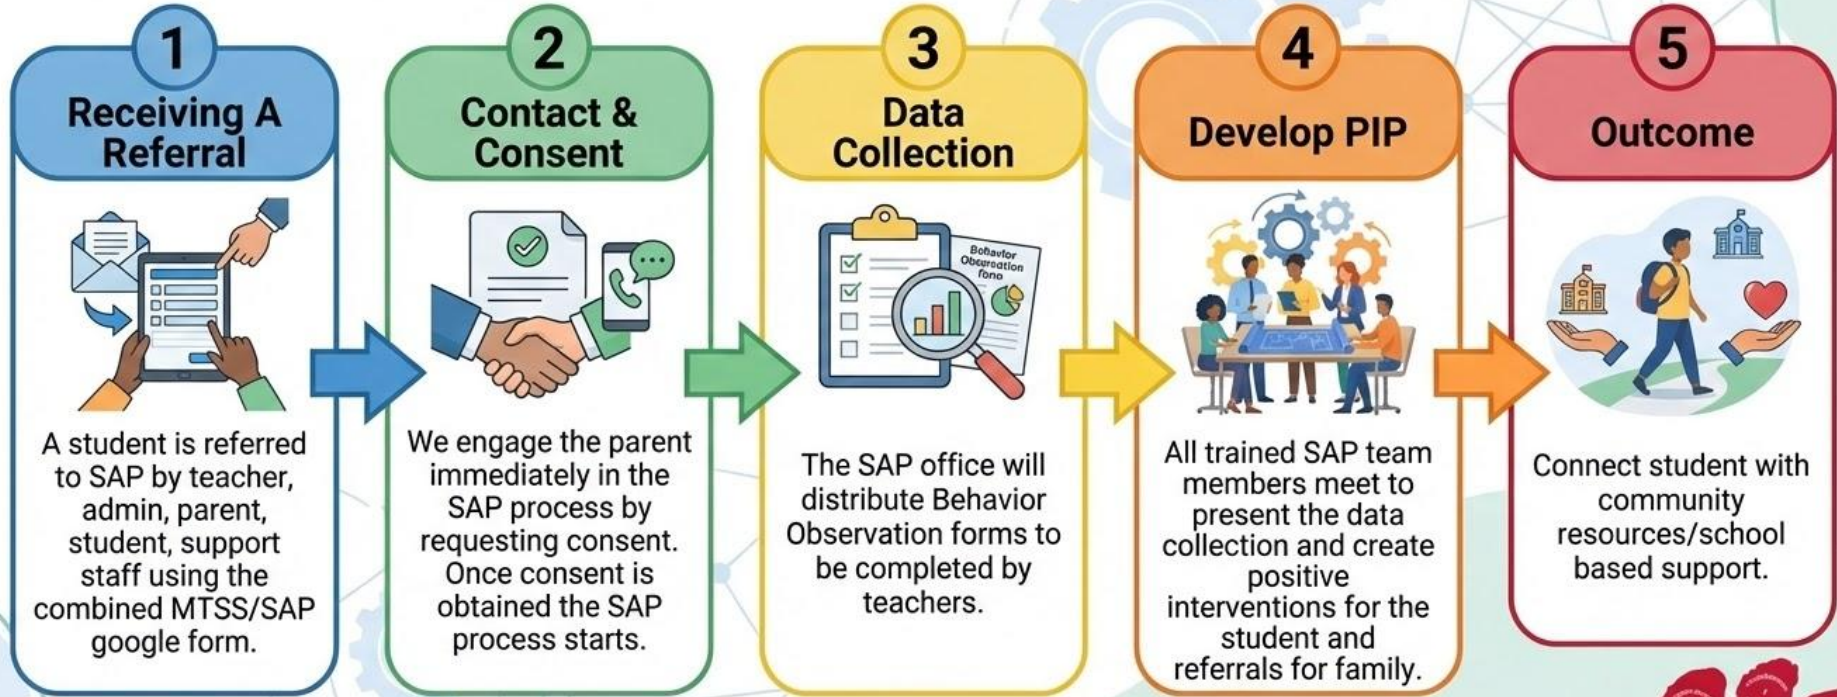 1
Receiving A
Referral
A student is referred
to SAP by teacher,
admin, parent,
student, support
staff using the
combined MTSS/SAP
google form.
2
Contact &
Consent
We engage the parent
immediately in the
SAP process by
requesting consent.
Once consent is
obtained the SAP
process starts.
3
Data
Collection
Behavior
The SAP office will
distribute Behavior
Observation forms to
be completed by
teachers.
4
Develop PIP
All trained SAP team
members meet to
present the data
collection and create
positive
interventions for the
student and
referrals for family.
5
Outcome
Connect student with
community
resources/school
based support.